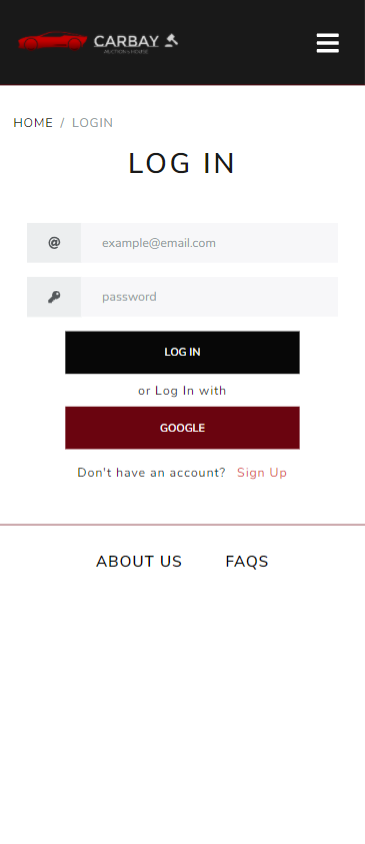 CARBAY
AUCTION HOUSE
HOME / LOGIN
LOG IN
@ example@email.com
password
LOG IN
or Log In with
GOOGLE
Don't have an account? Sign Up
ABOUT US FAQS